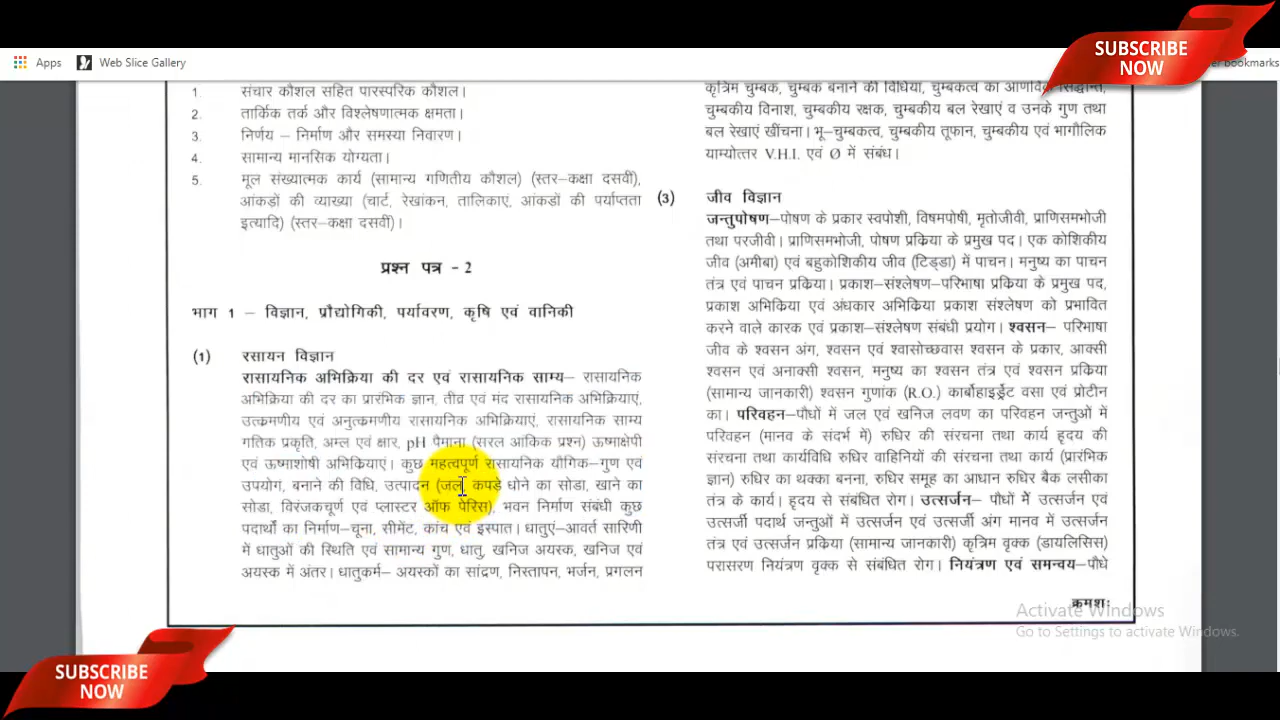 SUBSCRIBE
NOW
Apps Web Slice Gallery
bookmarks
1. संचार कौशल सहित पारस्परिक कौशल।
2. तार्किक तर्क और विश्लेषणात्मक क्षमता।
3. निर्णय – निर्माण और समस्या निवारण।
4. सामान्य मानसिक योग्यता।
5. मूल संख्यात्मक कार्य (सामान्य गणितीय कौशल) (स्तर–कक्षा दसवीं),
आंकड़ों की व्याख्या (चार्ट, रेखांकन, तालिकाएं, आंकड़ों की पर्याप्तता
इत्यादि) (स्तर–कक्षा दसवीं)।
प्रश्न पत्र - 2
भाग 1 – विज्ञान, प्रौद्योगिकी, पर्यावरण, कृषि एवं वानिकी
(1) रसायन विज्ञान
रासायनिक अभिक्रिया की दर एवं रासायनिक साम्य– रासायनिक
अभिक्रिया की दर का प्रारंभिक ज्ञान, तीव्र एवं मंद रासायनिक अभिक्रियाएं,
उत्क्रमणीय एवं अनुत्क्रमणीय रासायनिक अभिक्रियाएं, रासायनिक साम्य
गतिक प्रकृति, अम्ल एवं क्षार, pH पैमाना (सरल आंकिक प्रश्न) ऊष्माक्षेपी
एवं ऊष्माशोषी अभिक्रियाएं। कुछ महत्वपूर्ण रासायनिक यौगिक–गुण एवं
उपयोग, बनाने की विधि, उत्पादन (जल, कपड़े धोने का सोडा, खाने का
सोडा, विरंजकचूर्ण एवं प्लास्टर ऑफ पेरिस), भवन निर्माण संबंधी कुछ
पदार्थों का निर्माण–चूना, सीमेंट, कांच एवं इस्पात। धातुएं–आवर्त सारिणी
में धातुओं की स्थिति एवं सामान्य गुण, धातु, खनिज अयस्क, खनिज एवं
अयस्क में अंतर। धातुकर्म– अयस्कों का सांद्रण, निस्तापन, भर्जन, प्रगलन
कृत्रिम चुम्बक, चुम्बक बनाने की विधियां, चुम्बकत्व का आणविक सिद्धान्त,
चुम्बकीय विनाश, चुम्बकीय रक्षक, चुम्बकीय बल रेखाएं व उनके गुण तथा
बल रेखाएं खींचना। भू–चुम्बकत्व, चुम्बकीय तूफान, चुम्बकीय एवं भागौलिक
याम्योत्तर V.H.I. एवं Ø में संबंध।
(3) जीव विज्ञान
जन्तुपोषण–पोषण के प्रकार स्वपोशी, विषमपोषी, मृतोजीवी, प्राणिसमभोजी
तथा परजीवी। प्राणिसमभोजी, पोषण प्रकिया के प्रमुख पद। एक कोशिकीय
जीव (अमीबा) एवं बहुकोशिकीय जीव (टिड्डा) में पाचन। मनुष्य का पाचन
तंत्र एवं पाचन प्रकिया। प्रकाश–संश्लेषण–परिभाषा प्रकिया के प्रमुख पद,
प्रकाश अभिकिया एवं अंधकार अभिकिया प्रकाश संश्लेषण को प्रभावित
करने वाले कारक एवं प्रकाश–संश्लेषण संबंधी प्रयोग। श्वसन– परिभाषा
जीव के श्वसन अंग, श्वसन एवं श्वासोच्छवास श्वसन के प्रकार, आक्सी
श्वसन एवं अनाक्सी श्वसन, मनुष्य का श्वसन तंत्र एवं श्वसन प्रकिया
(सामान्य जानकारी) श्वसन गुणांक (R.O.) कार्बोहाइर्ड्रेट वसा एवं प्रोटीन
का। परिवहन–पौधों में जल एवं खनिज लवण का परिवहन जन्तुओं में
परिवहन (मानव के संदर्भ में) रुधिर की संरचना तथा कार्य हृदय की
संरचना तथा कार्यविधि रुधिर वाहिनियों की संरचना तथा कार्य (प्रारंभिक
ज्ञान) रुधिर का थक्का बनना, रुधिर समूह का आधान रुधिर बैंक लसीका
तंत्र के कार्य। हृदय से संबंधित रोग। उत्सर्जन– पौधों में उत्सर्जन एवं
उत्सर्जी पदार्थ जन्तुओं में उत्सर्जन एवं उत्सर्जी अंग मानव में उत्सर्जन
तंत्र एवं उत्सर्जन प्रक्रिया (सामान्य जानकारी) कृत्रिम वृक्क (डायलिसिस)
परासरण नियंत्रण वृक्क से संबंधित रोग। नियंत्रण एवं समन्वय–पौधे
क्रमशः
Activate Windows
Go to Settings to activate Windows.
SUBSCRIBE
NOW